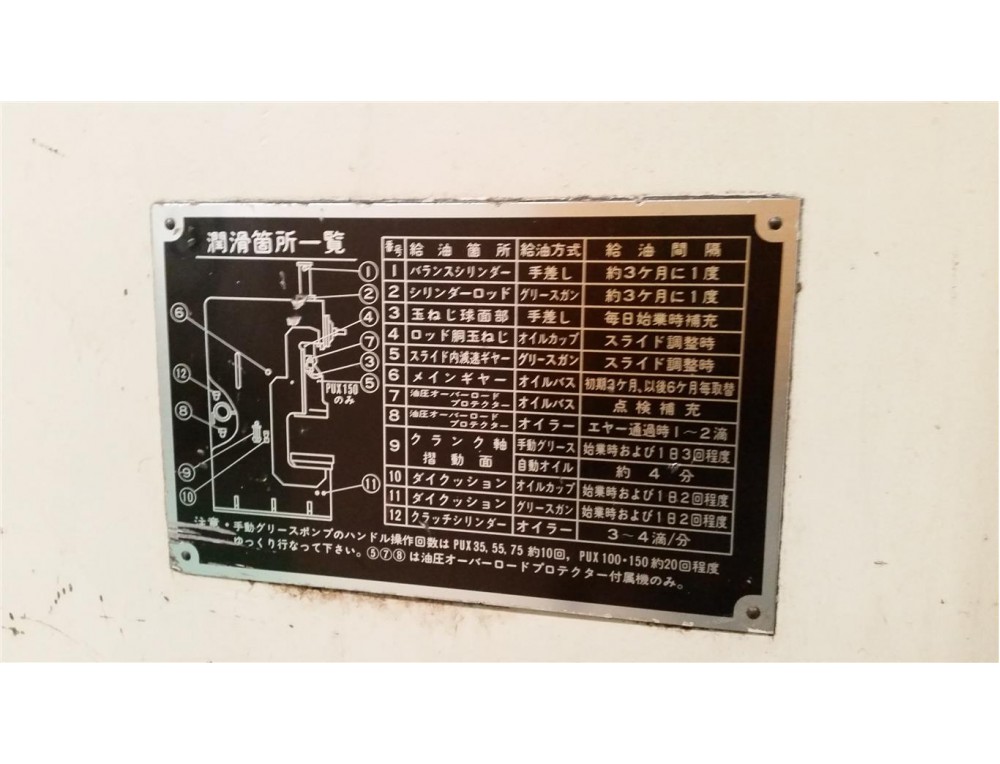 潤滑箇所一覧
①
②
④
⑥
⑦
③
⑤
PUX150
のみ
⑫
⑧
⑨
⑩
⑪
番号 給油箇所 給油方式 給油間隔
1 バランスシリンダー 手差し 約3ケ月に1度
2 シリンダーロッド グリースガン 約3ケ月に1度
3 玉ねじ球面部 手差し 毎日始業時補充
4 ロッド胴玉ねじ オイルカップ スライド調整時
5 スライド内減速ギヤー グリースガン スライド調整時
6 メインギヤー オイルバス 初期3ケ月、以後6ケ月毎取替
7 油圧オーバーロードプロテクター オイルバス 点検補充
8 油圧オーバーロードプロテクター オイラー エヤー通過時1〜2滴
9 クランク軸 手動グリース 始業時および1日3回程度
摺動面 自動オイル 約4分
10 ダイクッション オイルカップ 始業時および1日2回程度
11 ダイクッション グリースガン 始業時および1日2回程度
12 クラッチシリンダー オイラー 3〜4滴/分
注意・手動グリースポンプのハンドル操作回数は PUX35,55,75 約10回, PUX100・150約20回程度
ゆっくり行なって下さい。⑤⑦⑧は油圧オーバーロードプロテクター付属機のみ。